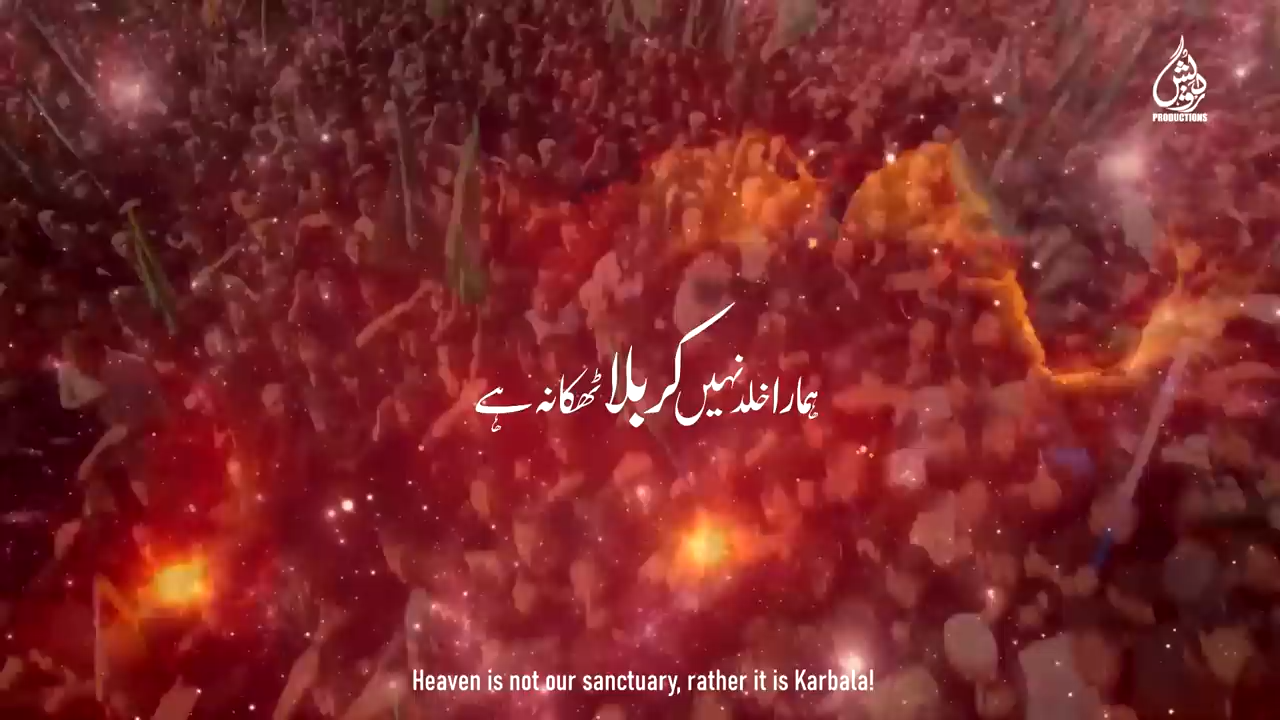 PRODUCTIONS
ہمارا خلد نہیں کربلا ٹھکانہ ہے
Heaven is not our sanctuary, rather it is Karbala!